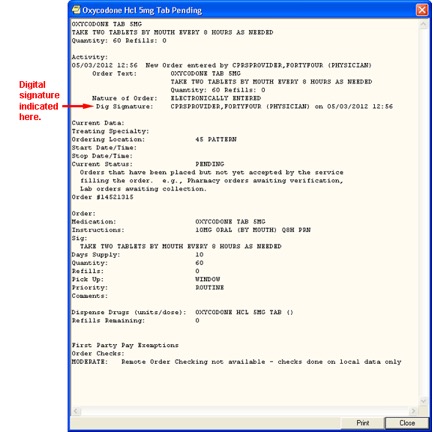 Oxycodone Hcl 5mg Tab Pending
OXYCODONE TAB 5MG
TAKE TWO TABLETS BY MOUTH EVERY 8 HOURS AS NEEDED
Quantity: 60 Refills: 0
Activity:
05/03/2012 12:56 New Order entered by CPRSPROVIDER,FORTYFOUR (PHYSICIAN)
Order Text: OXYCODONE TAB 5MG
TAKE TWO TABLETS BY MOUTH EVERY 8 HOURS AS NEEDED
Quantity: 60 Refills: 0
Nature of Order: ELECTRONICALLY ENTERED
Digital signature indicated here.
Dig Signature: CPRSPROVIDER,FORTYFOUR (PHYSICIAN) on 05/03/2012 12:56
Current Data:
Treating Specialty:
Ordering Location: 45 PATTERN
Start Date/Time:
Stop Date/Time:
Current Status: PENDING
Orders that have been placed but not yet accepted by the service
filling the order. e.g., Pharmacy orders awaiting verification,
Lab orders awaiting collection.
Order #14521315
Order:
Medication: OXYCODONE TAB 5MG
Instructions: 10MG ORAL (BY MOUTH) Q8H PRN
Sig:
TAKE TWO TABLETS BY MOUTH EVERY 8 HOURS AS NEEDED
Days Supply: 10
Quantity: 60
Refills: 0
Pick Up: WINDOW
Priority: ROUTINE
Comments:
Dispense Drugs (units/dose): OXYCODONE HCL 5MG TAB ()
Refills Remaining: 0
First Party Pay Exemptions
Order Checks:
MODERATE: Remote Order Checking not available - checks done on local data only
Print Close